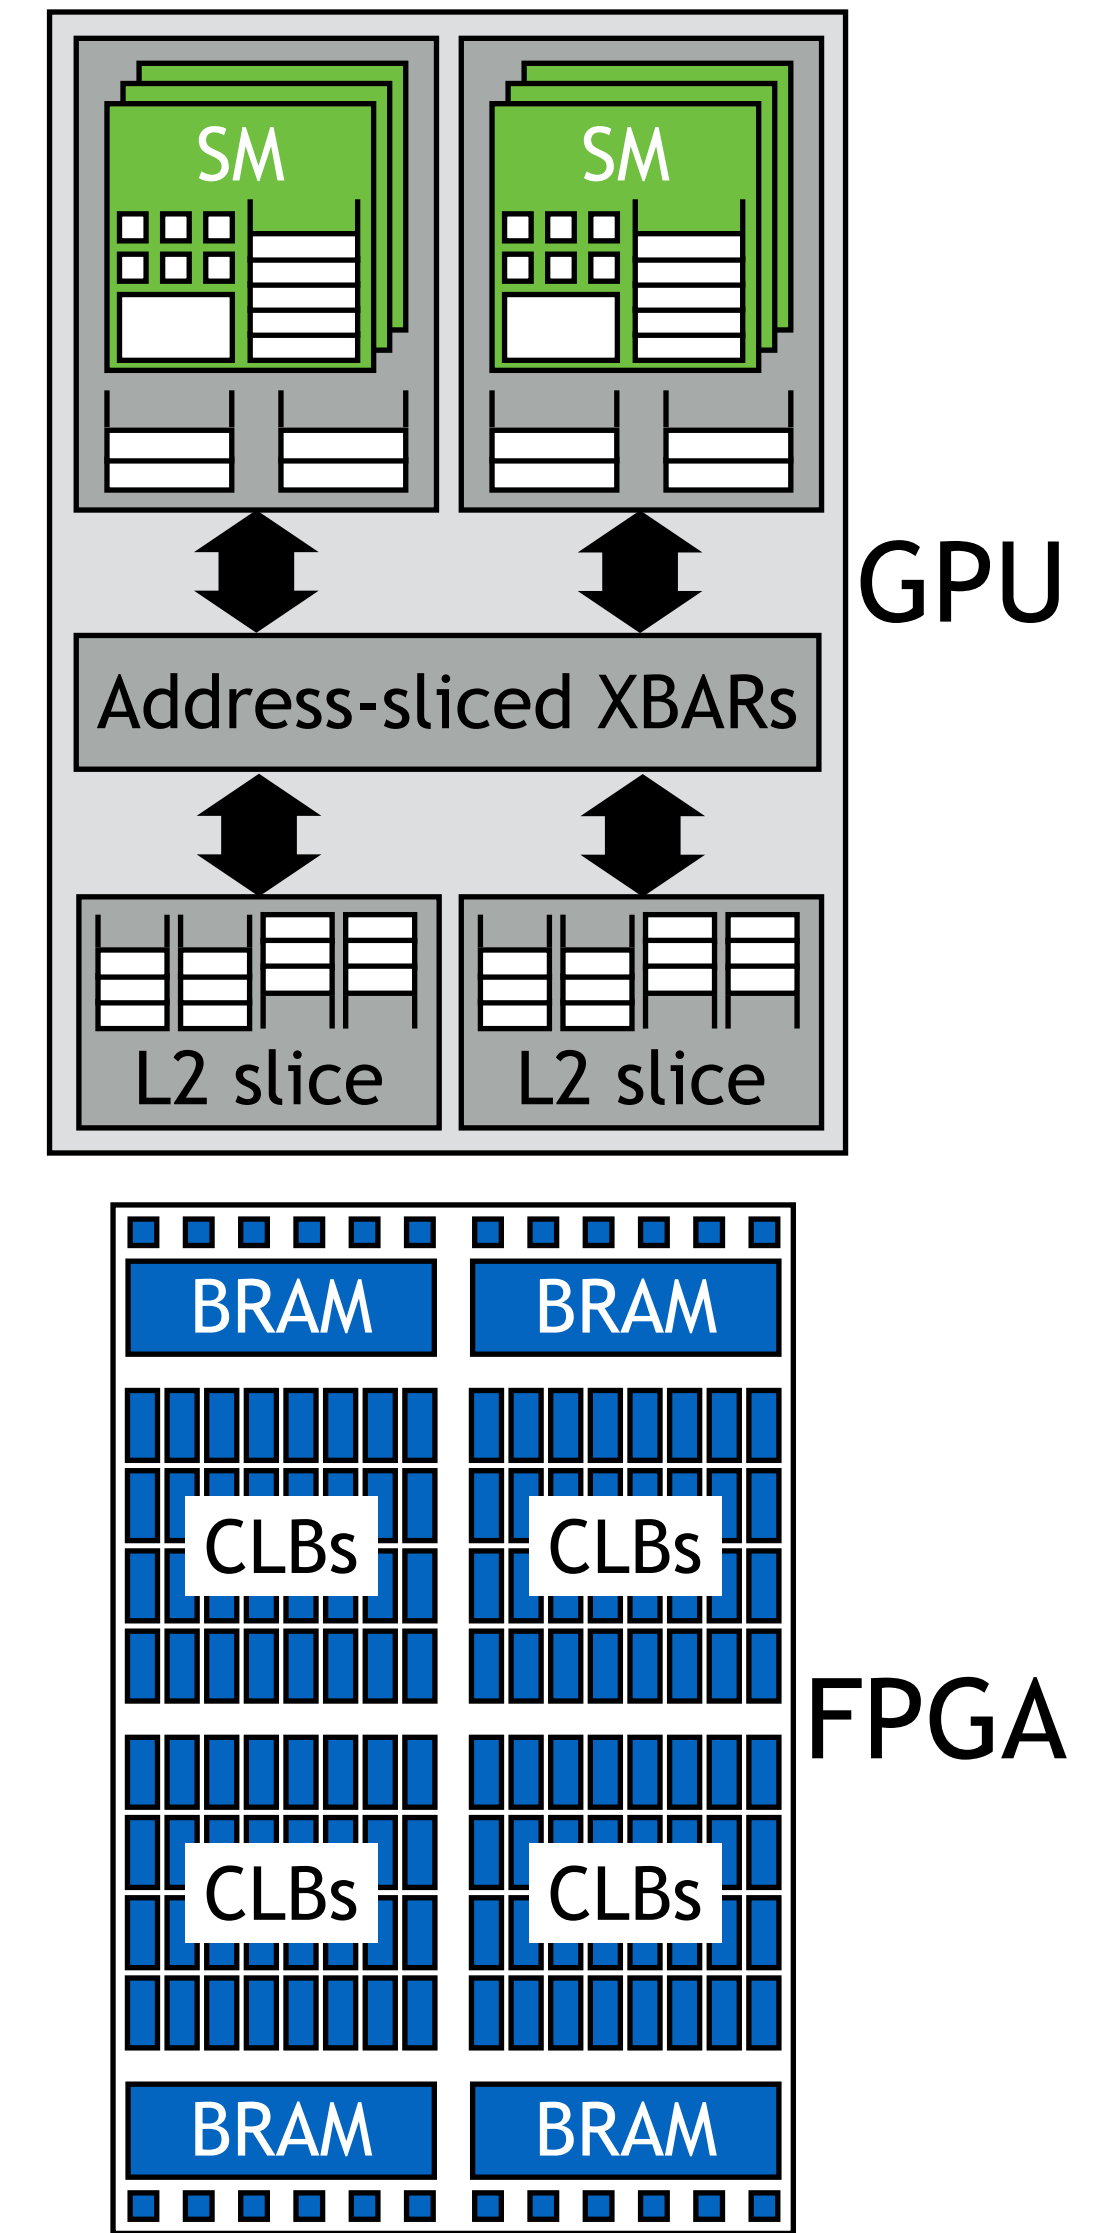 SM SM
GPU
Address-sliced XBARs
L2 slice L2 slice
BRAM BRAM
CLBs CLBs
FPGA
CLBs CLBs
BRAM BRAM